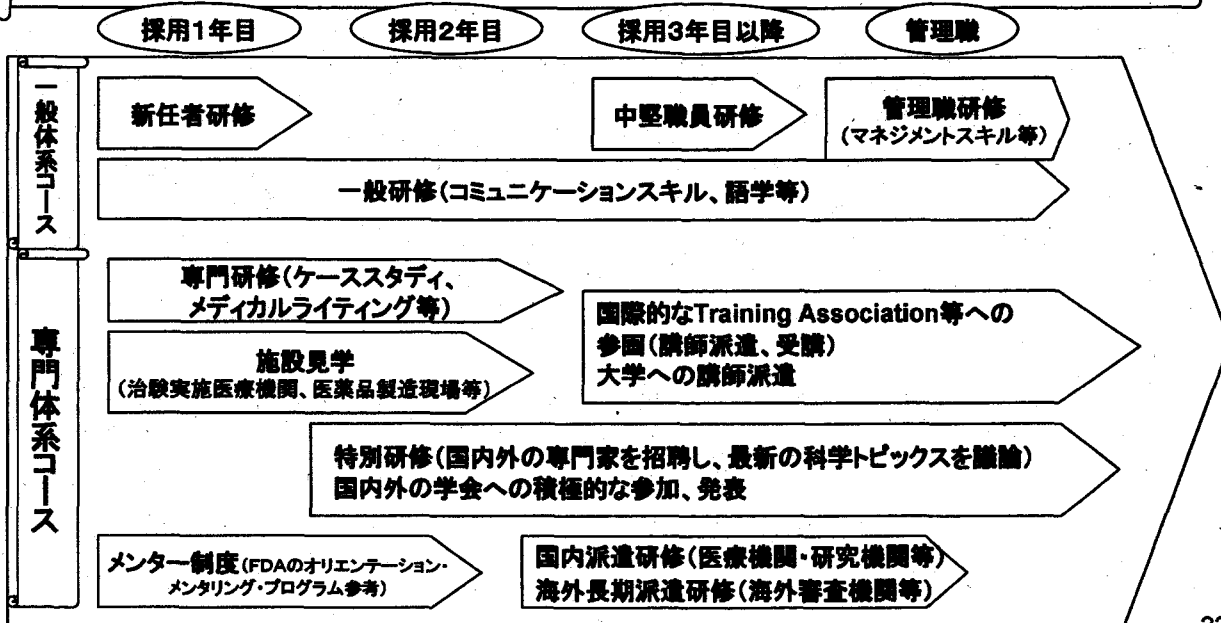 採用1年目
採用2年目
採用3年目以降
管理職
一般体系コース
新任者研修
中堅職員研修
管理職研修
(マネジメントスキル等)
一般研修(コミュニケーションスキル、語学等)
専門体系コース
専門研修(ケーススタディ、
メディカルライティング等)
国際的なTraining Association等への
参画(講師派遣、受講)
大学への講師派遣
施設見学
(治験実施医療機関、医薬品製造現場等)
特別研修(国内外の専門家を招聘し、最新の科学トピックスを議論)
国内外の学会への積極的な参加、発表
メンター制度(FDAのオリエンテーション・
メンタリング・プログラム参考)
国内派遣研修(医療機関・研究機関等)
海外長期派遣研修(海外審査機関等)